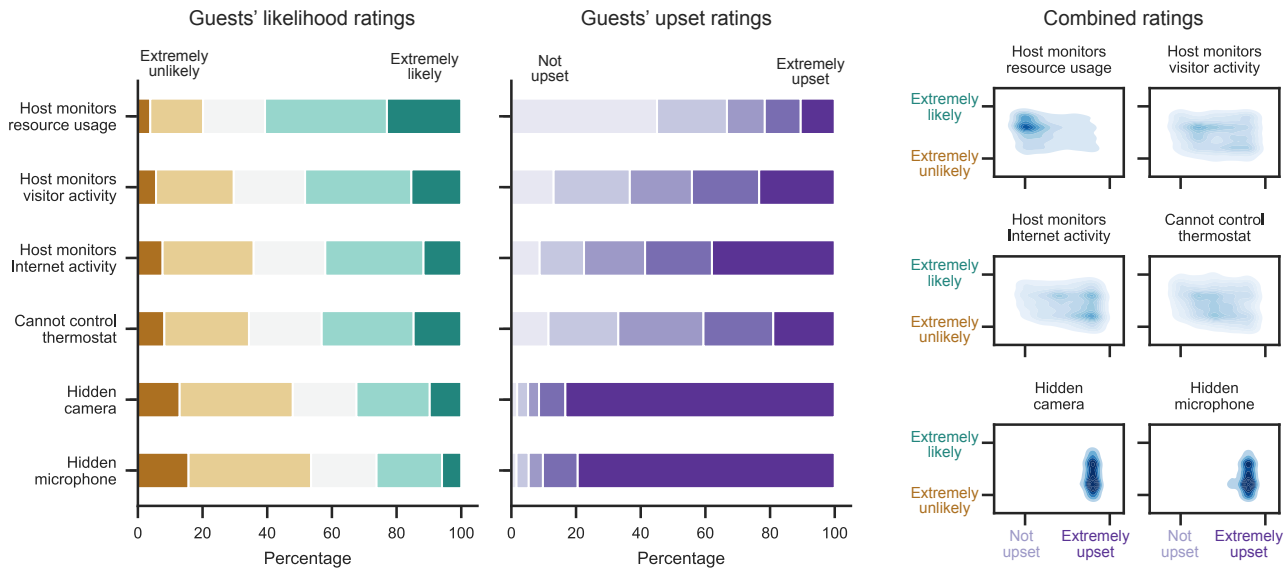 Guests' likelihood ratings
Extremely
unlikely
Extremely
likely
Host monitors
resource usage
Host monitors
visitor activity
Host monitors
Internet activity
Cannot control
thermostat
Hidden
camera
Hidden
microphone
0 20 40 60 80 100
Percentage
Guests' upset ratings
Not
upset
Extremely
upset
0 20 40 60 80 100
Percentage
Combined ratings
Host monitors
resource usage
Host monitors
visitor activity
Extremely
likely
Extremely
unlikely
Host monitors
Internet activity
Cannot control
thermostat
Extremely
likely
Extremely
unlikely
Hidden
camera
Hidden
microphone
Extremely
likely
Extremely
unlikely
Not
upset
Extremely
upset
Not
upset
Extremely
upset